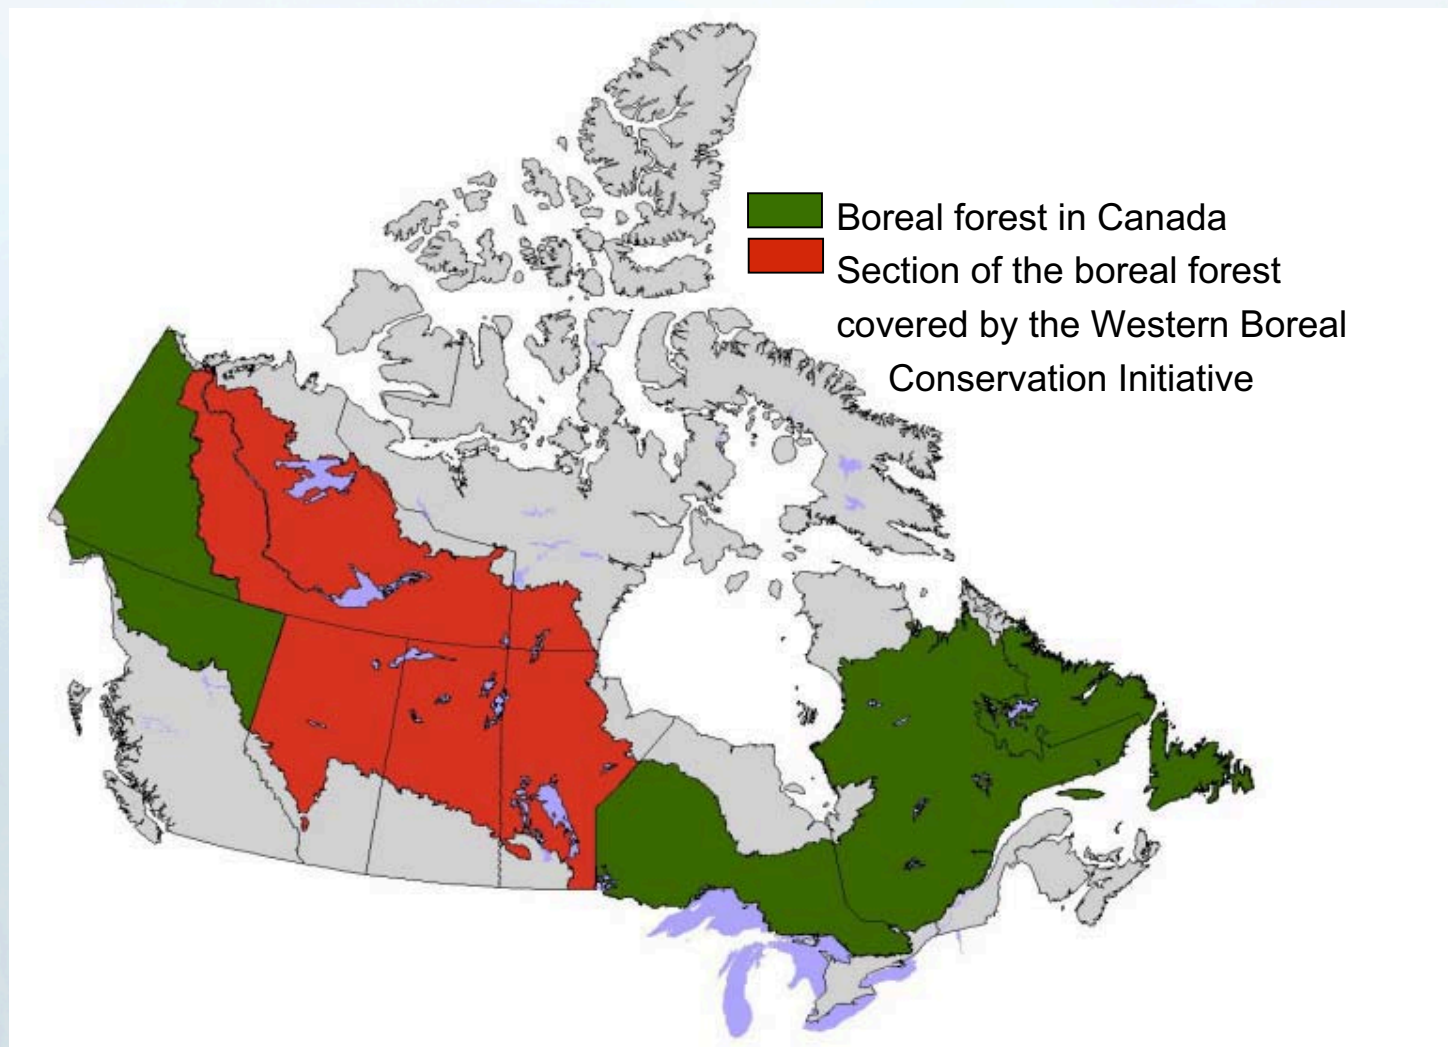 Boreal forest in Canada
Section of the boreal forest
covered by the Western Boreal
Conservation Initiative